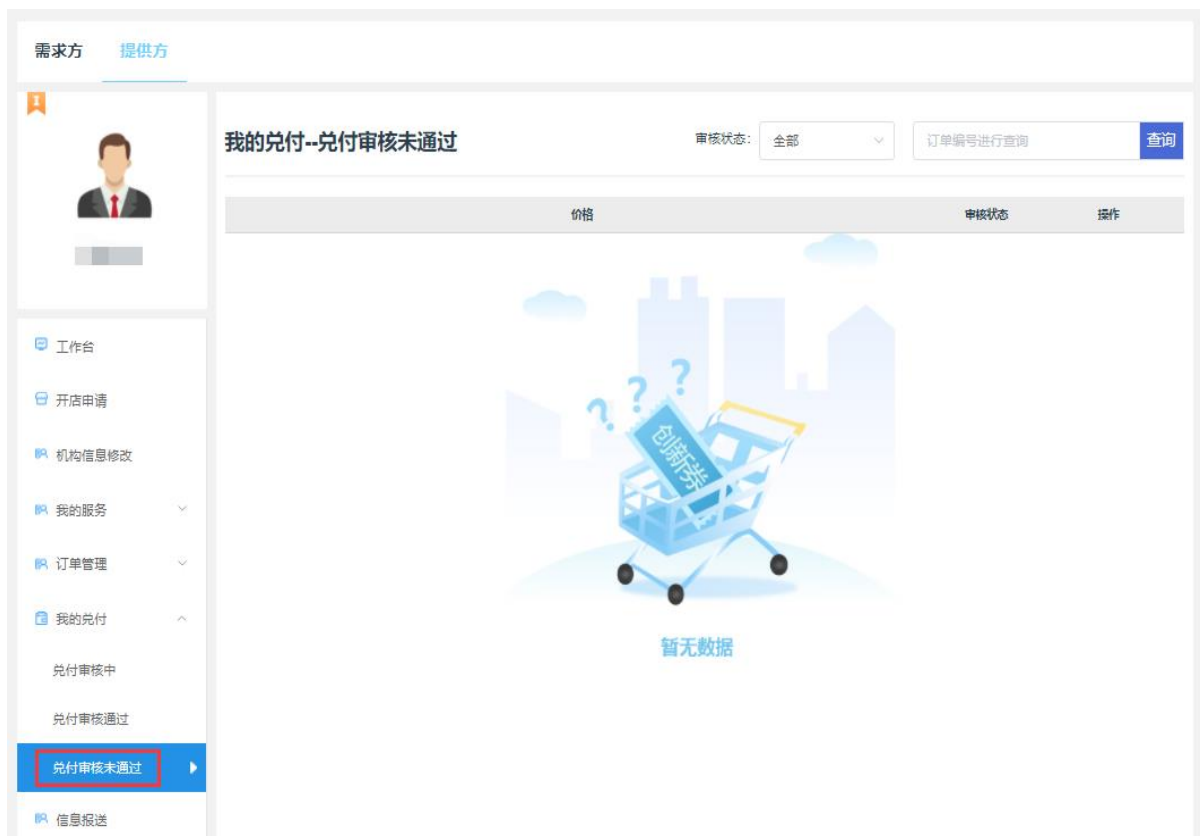 需求方 提供方
I
我的兑付--兑付审核未通过
审核状态： 全部 订单编号进行查询 查询
价格 审核状态 操作
工作台
开店申请
机构信息修改
我的服务
订单管理
我的兑付
兑付审核中
兑付审核通过
兑付审核未通过
信息报送
? ? ?
创新券
暂无数据